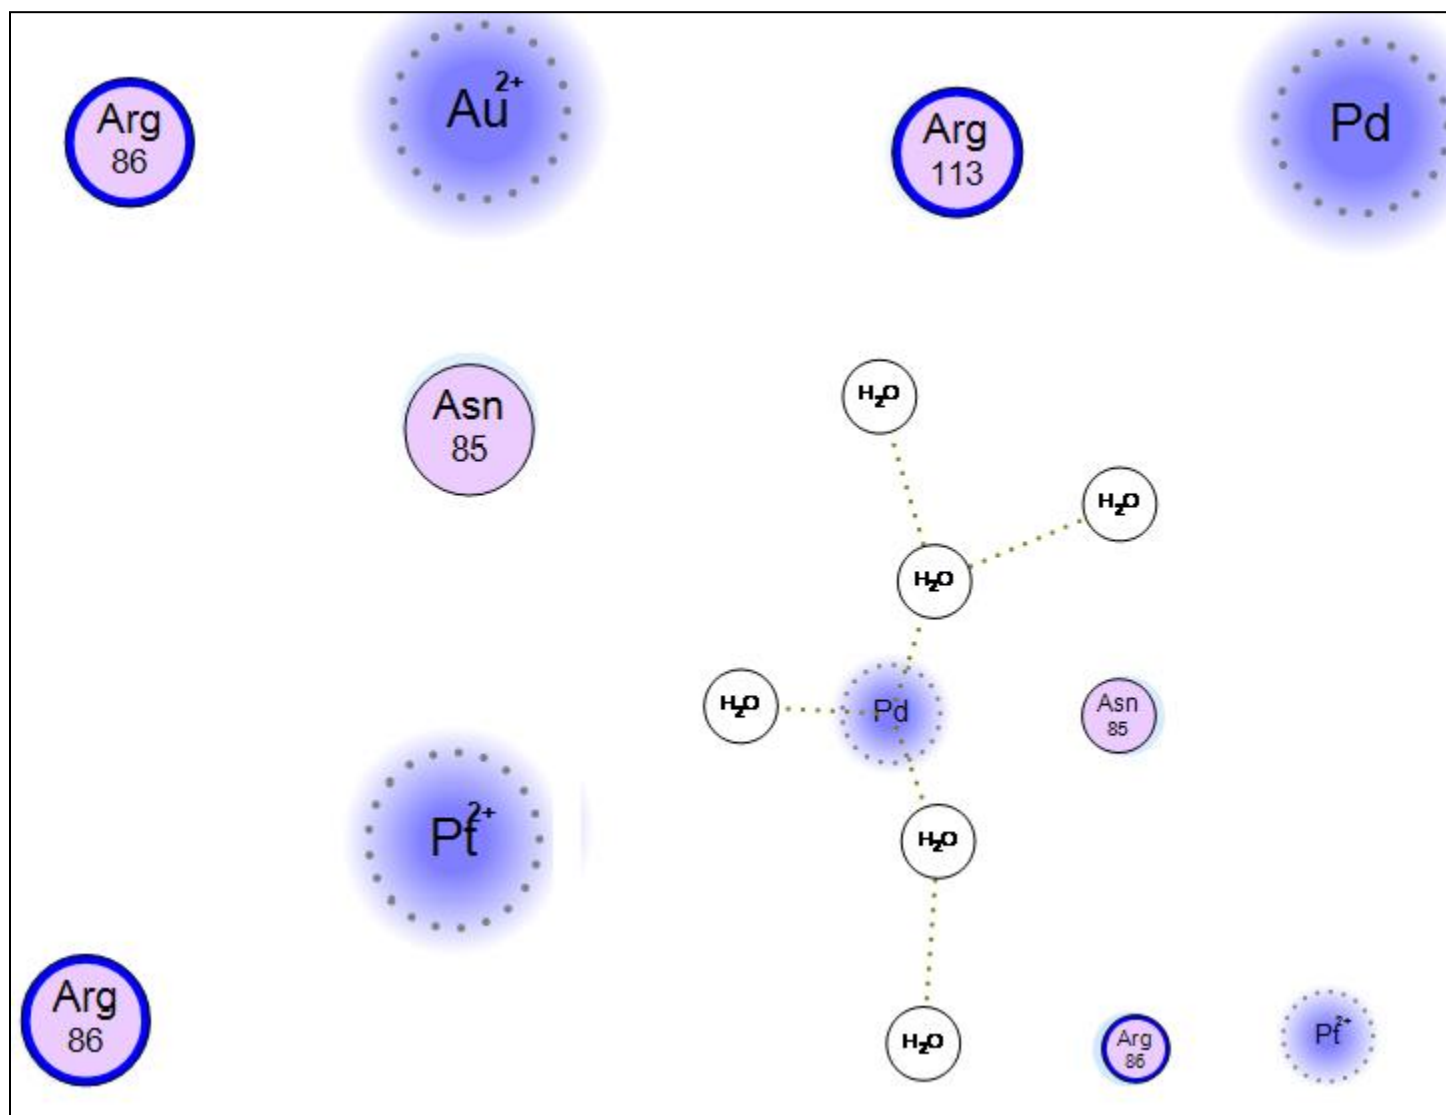 Arg
86
Au2+
Arg
113
Pd
Asn
85
H2O
H2O
H2O
H2O
Pd
Asn
85
Pt2+
H2O
Arg
86
H2O
Arg
86
Pt2+